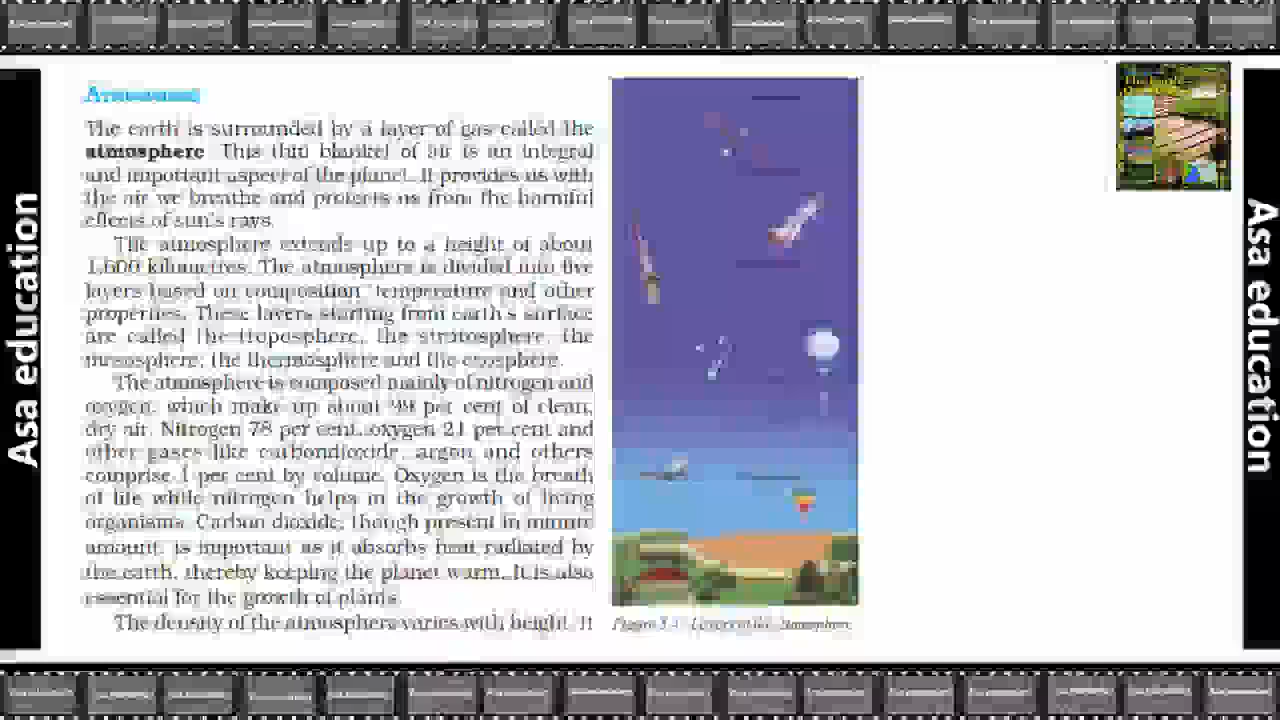 Atmosphere
The earth is surrounded by a layer of gas called the
atmosphere. This thin blanket of air is an integral
and important aspect of the planet. It provides us with
the air we breathe and protects us from the harmful
effects of sun's rays.
The atmosphere extends up to a height of about
1,600 kilometres. The atmosphere is divided into five
layers based on composition, temperature and other
properties. These layers starting from earth's surface
are called the troposphere, the stratosphere, the
mesosphere, the thermosphere and the exosphere.
The atmosphere is composed mainly of nitrogen and
oxygen, which make up about 99 per cent of clean,
dry air. Nitrogen 78 per cent, oxygen 21 per cent and
other gases like carbondioxide, argon and others
comprise 1 per cent by volume. Oxygen is the breath
of life while nitrogen helps in the growth of living
organisms. Carbon dioxide, though present in minute
amount, is important as it absorbs heat radiated by
the earth, thereby keeping the planet warm. It is also
essential for the growth of plants.
The density of the atmosphere varies with height. It
Layers of the Atmosphere
Asa education
Asa education